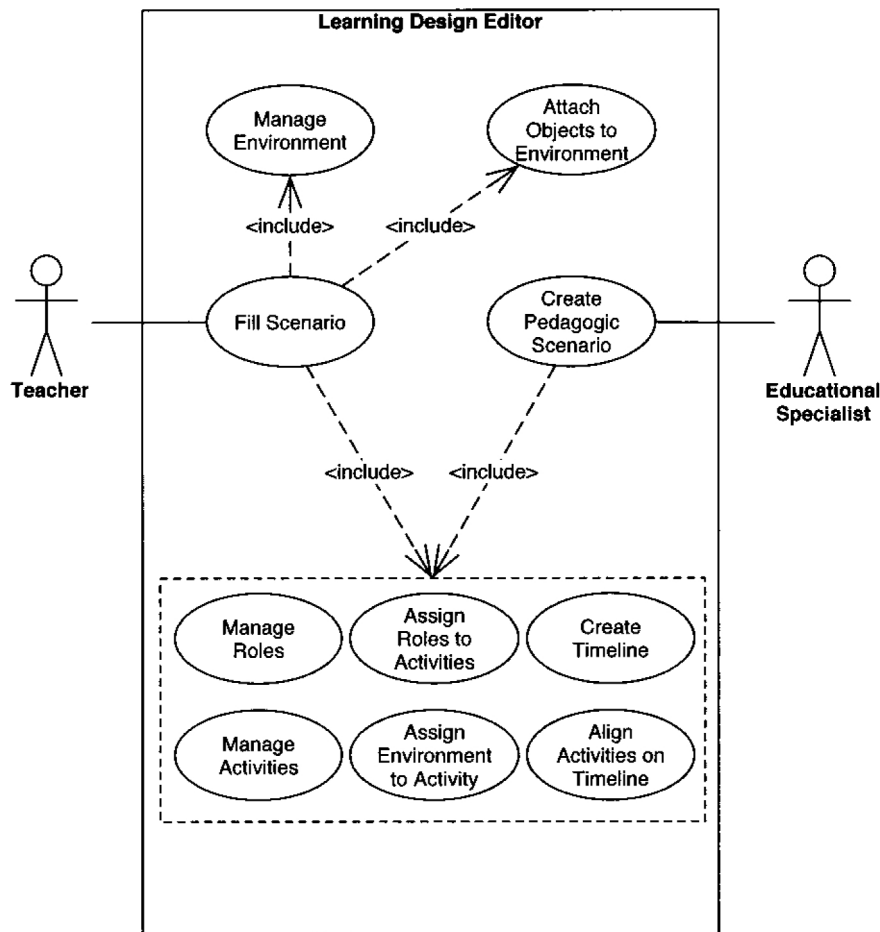 Learning Design Editor
Manage
Environment
Attach
Objects to
Environment
<include>
<include>
Fill Scenario
Create
Pedagogic
Scenario
Teacher
Educational
Specialist
<include>
<include>
Manage
Roles
Assign
Roles to
Activities
Create
Timeline
Manage
Activities
Assign
Environment
to Activity
Align
Activities on
Timeline